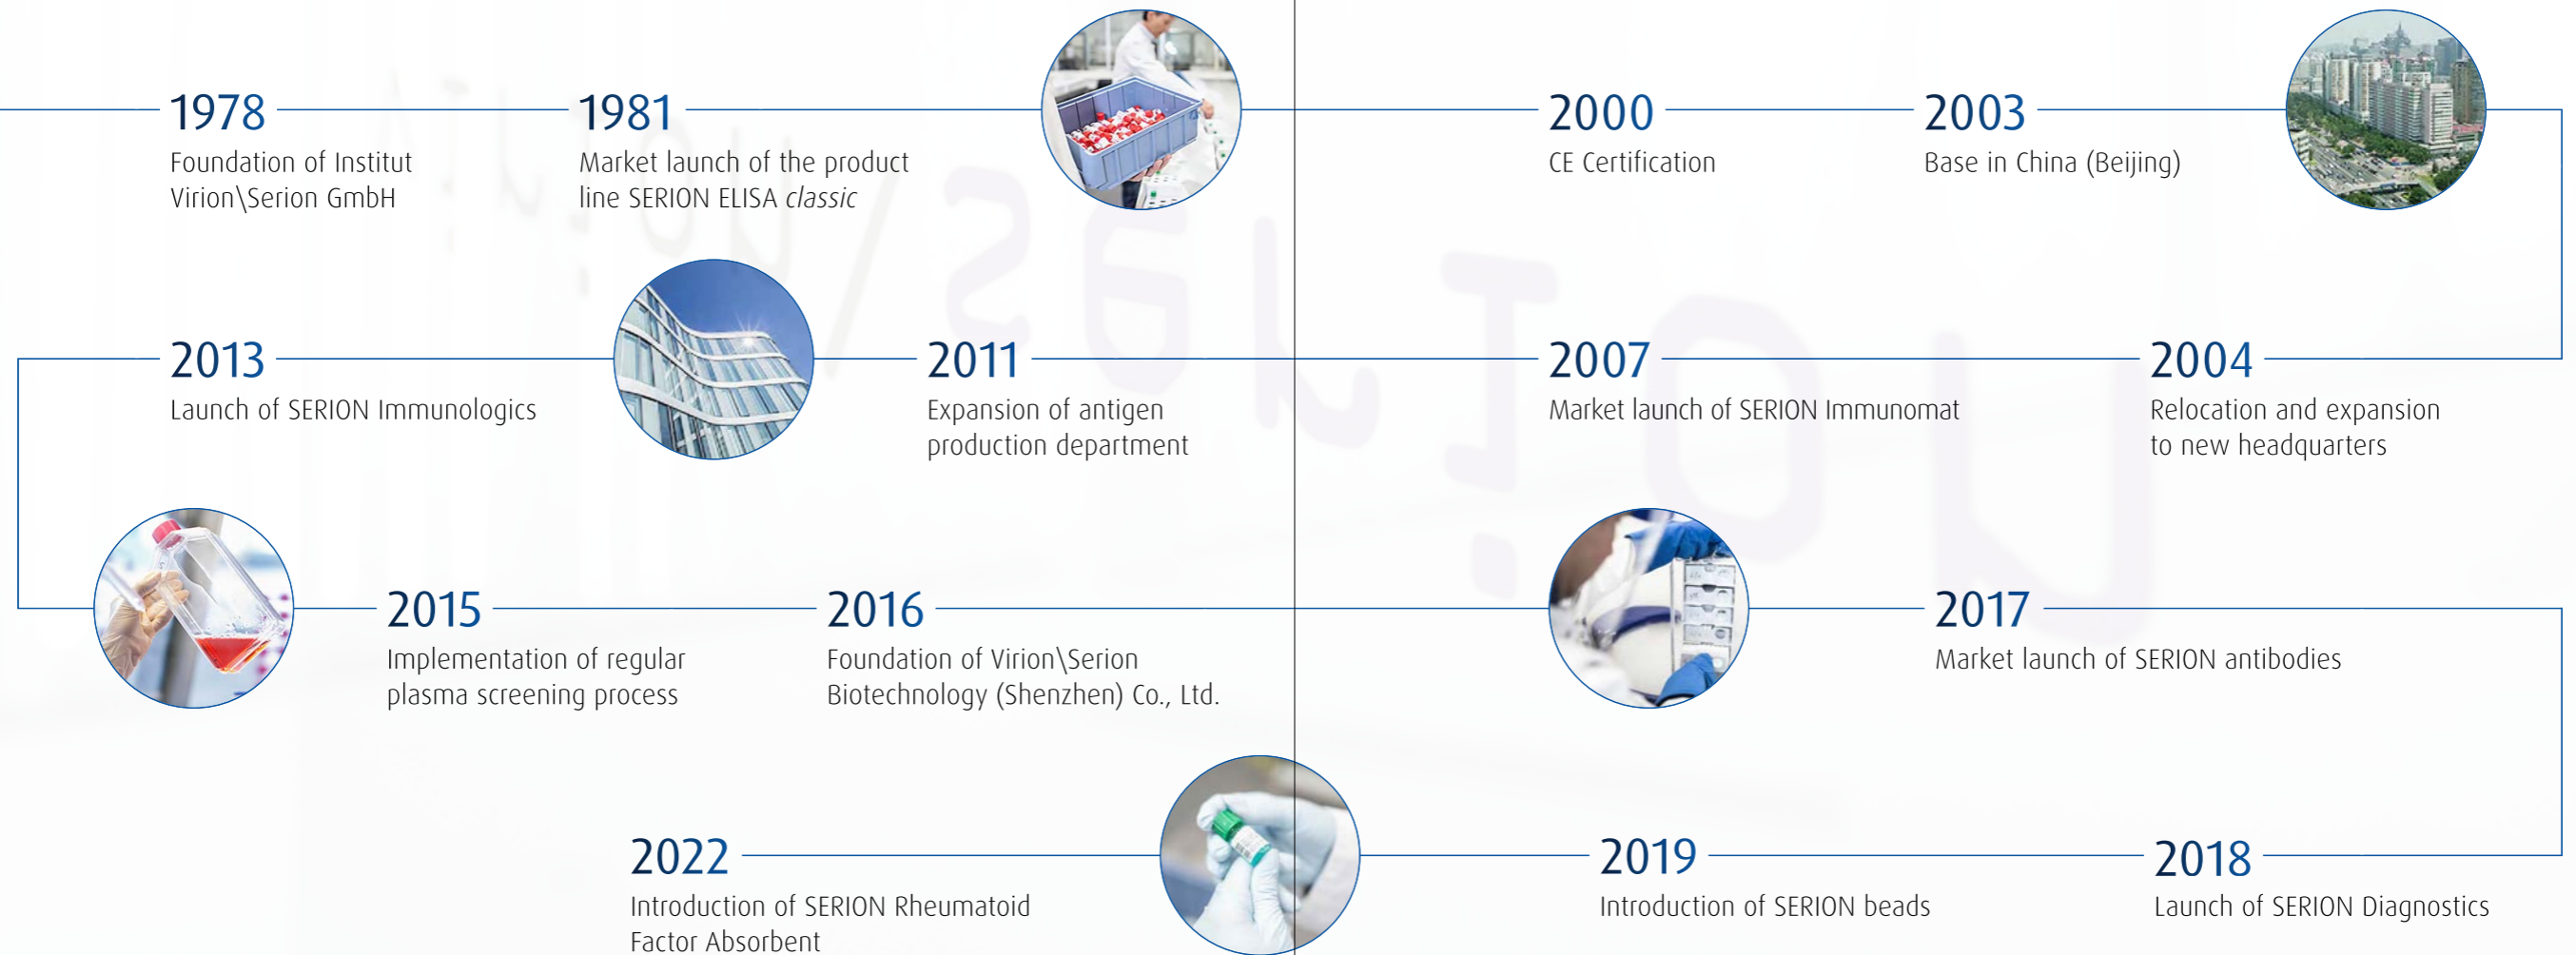 1978
Foundation of Institut
Virion\Serion GmbH
1981
Market launch of the product
line SERION ELISA classic
2000
CE Certification
2003
Base in China (Beijing)
2004
Relocation and expansion
to new headquarters
2007
Market launch of SERION Immunomat
2011
Expansion of antigen
production department
2013
Launch of SERION Immunologics
2015
Implementation of regular
plasma screening process
2016
Foundation of Virion\Serion
Biotechnology (Shenzhen) Co., Ltd.
2017
Market launch of SERION antibodies
2018
Launch of SERION Diagnostics
2019
Introduction of SERION beads
2022
Introduction of SERION Rheumatoid
Factor Absorbent